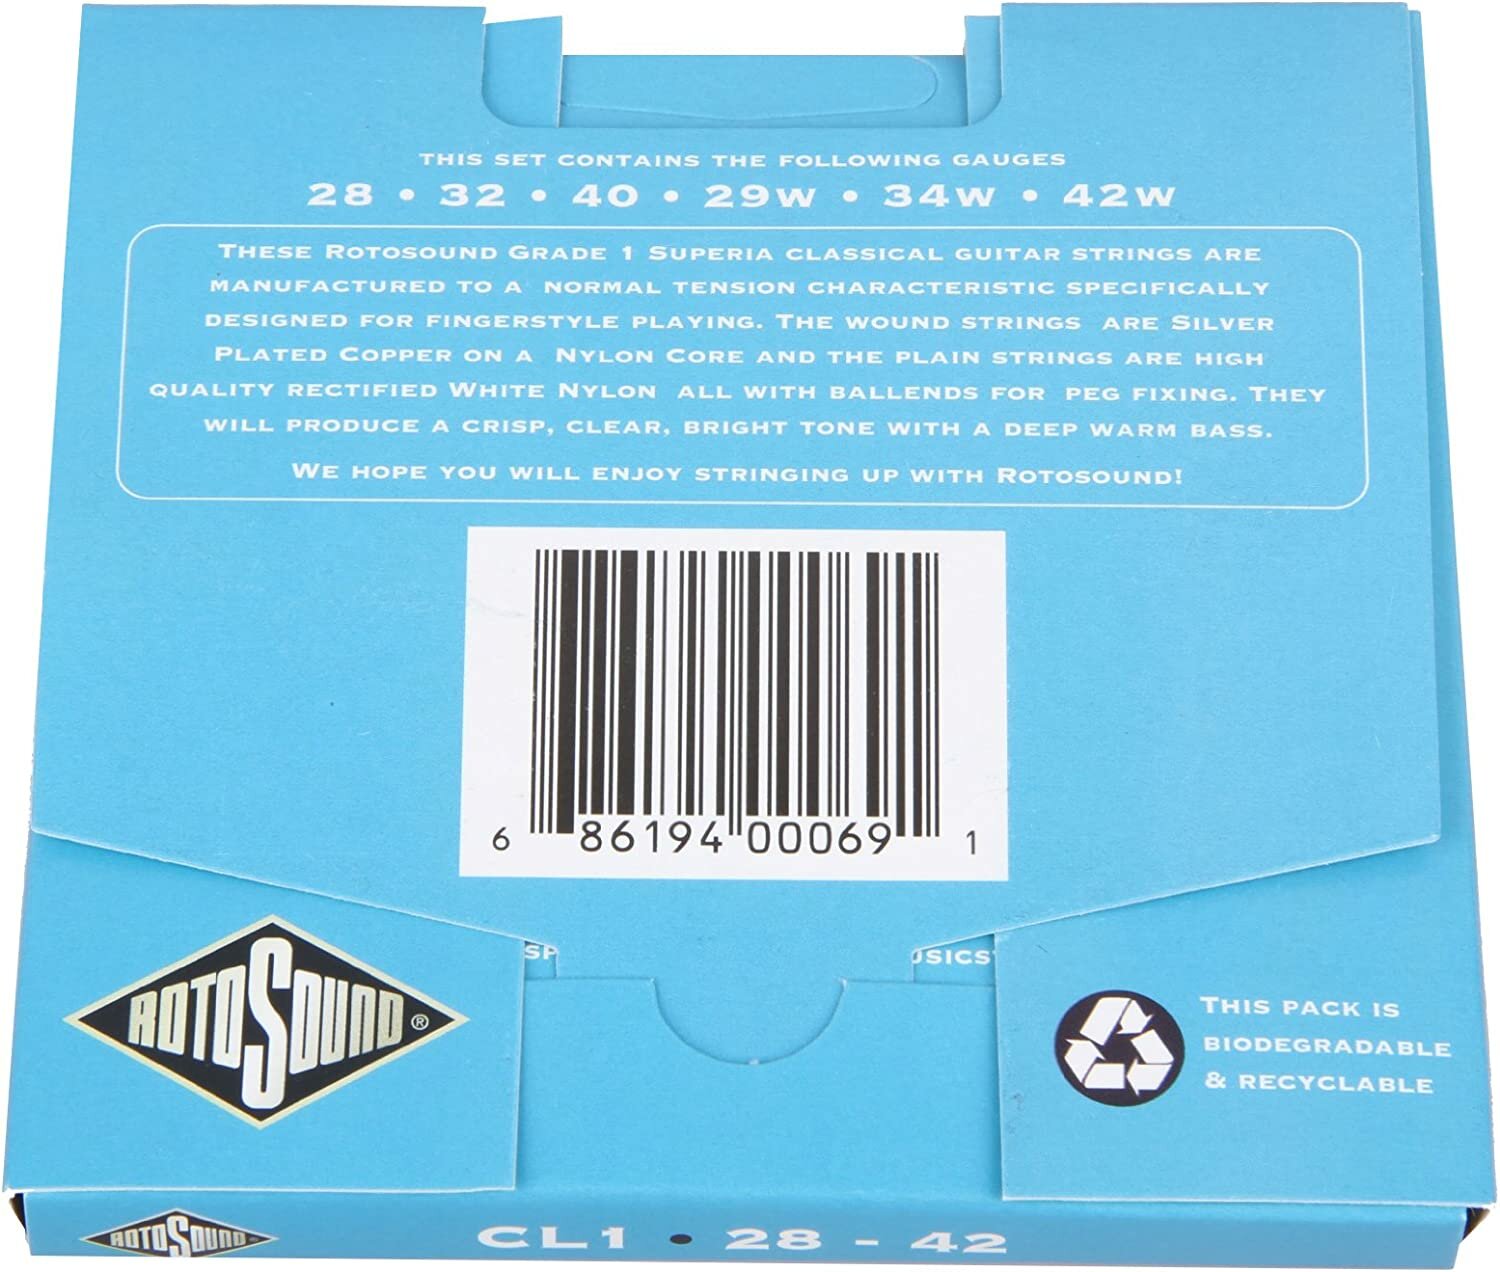 THIS SET CONTAINS THE FOLLOWING GAUGES
28 • 32 • 40 • 29W • 34W • 42W
THESE ROTOSOUND GRADE 1 SUPERIA CLASSICAL GUITAR STRINGS ARE
MANUFACTURED TO A NORMAL TENSION CHARACTERISTIC SPECIFICALLY
DESIGNED FOR FINGERSTYLE PLAYING. THE WOUND STRINGS ARE SILVER
PLATED COPPER ON A NYLON CORE AND THE PLAIN STRINGS ARE HIGH
QUALITY RECTIFIED WHITE NYLON ALL WITH BALLENDS FOR PEG FIXING. THEY
WILL PRODUCE A CRISP, CLEAR, BRIGHT TONE WITH A DEEP WARM BASS.
WE HOPE YOU WILL ENJOY STRINGING UP WITH ROTOSOUND!
6 86194 00069 1
ROTOSOUND ®
THIS PACK IS
BIODEGRADABLE
& RECYCLABLE
ROTOSOUND
CL1 • 28 - 42